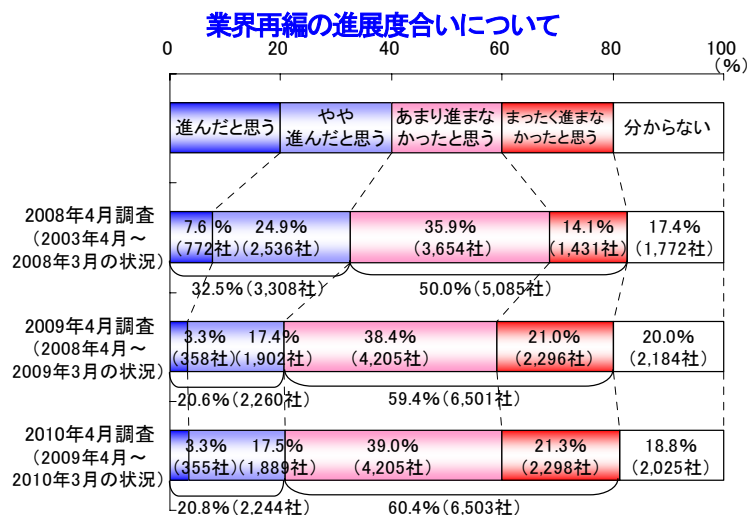 業界再編の進展度合いについて
0 20 40 60 80 100
(%)
進んだと思う
やや
進んだと思う
あまり進まな
かったと思う
まったく進まな
かったと思う
分からない
2008年4月調査
(2003年4月～
2008年3月の状況)
7.6 % 24.9% 35.9% 14.1% 17.4%
(772社)(2,536社) (3,654社) (1,431社) (1,772社)
32.5%(3,308社) 50.0%(5,085社)
2009年4月調査
(2008年4月～
2009年3月の状況)
3.3% 17.4% 38.4% 21.0% 20.0%
(358社)(1,902社) (4,205社) (2,296社) (2,184社)
20.6%(2,260社) 59.4%(6,501社)
2010年4月調査
(2009年4月～
2010年3月の状況)
3.3% 17.5% 39.0% 21.3% 18.8%
(355社)(1,889社) (4,205社) (2,298社) (2,025社)
20.8%(2,244社) 60.4%(6,503社)